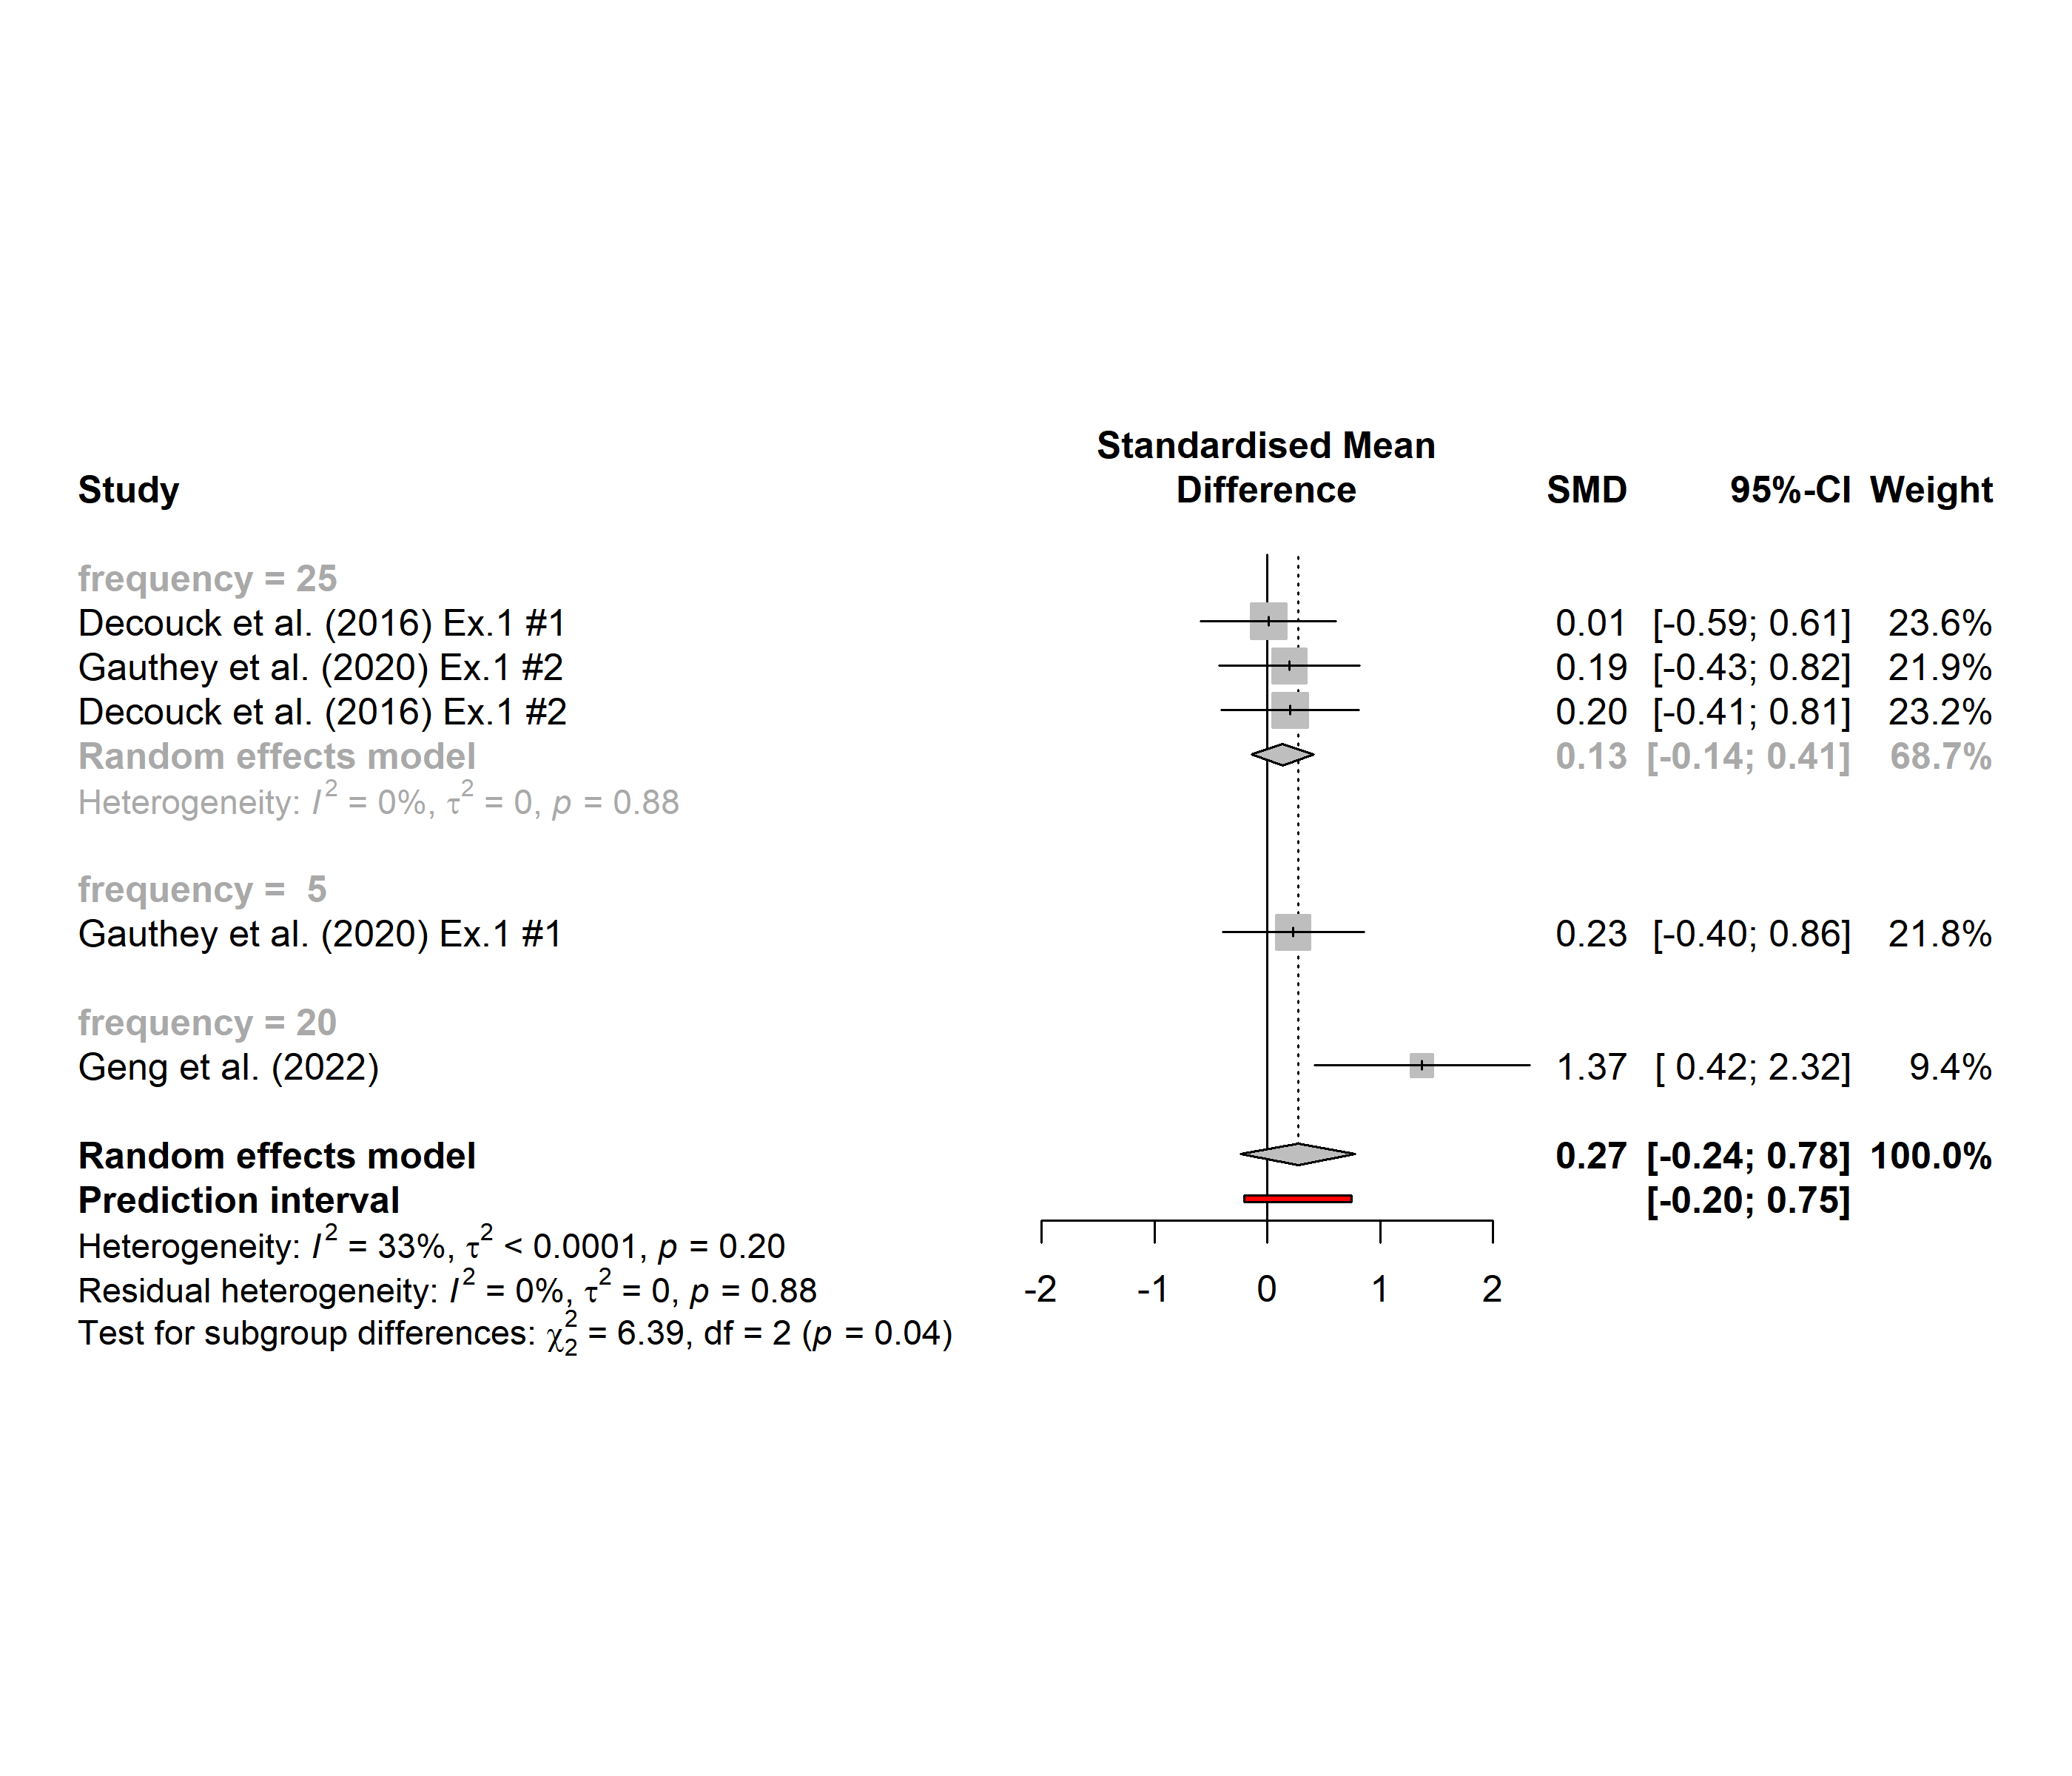 Standardised Mean
Study Difference SMD 95%-CI Weight
frequency = 25
Decouck et al. (2016) Ex.1 #1 0.01 [-0.59; 0.61] 23.6%
Gauthey et al. (2020) Ex.1 #2 0.19 [-0.43; 0.82] 21.9%
Decouck et al. (2016) Ex.1 #2 0.20 [-0.41; 0.81] 23.2%
Random effects model 0.13 [-0.14; 0.41] 68.7%
Heterogeneity: I² = 0%, τ² = 0, p = 0.88
frequency =  5
Gauthey et al. (2020) Ex.1 #1 0.23 [-0.40; 0.86] 21.8%
frequency = 20
Geng et al. (2022) 1.37 [ 0.42; 2.32] 9.4%
Random effects model 0.27 [-0.24; 0.78] 100.0%
Prediction interval [-0.20; 0.75]
Heterogeneity: I² = 33%, τ² < 0.0001, p = 0.20
Residual heterogeneity: I² = 0%, τ² = 0, p = 0.88
-2 -1 0 1 2
Test for subgroup differences: χ²₂ = 6.39, df = 2 (p = 0.04)